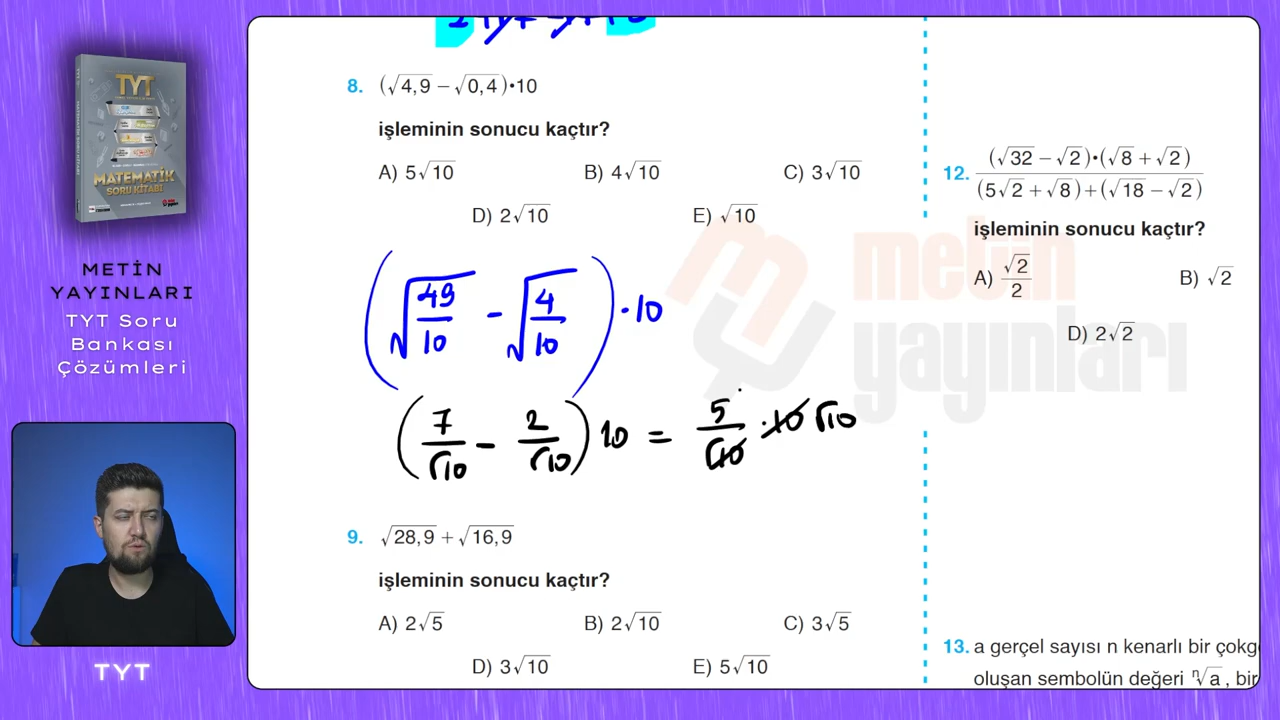 TYT
MATEMATİK
SORU KİTABI
METİN
YAYINLARI
TYT Soru
Bankası
Çözümleri
TYT
8. (√4,9 − √0,4)•10
işleminin sonucu kaçtır?
A) 5√10 B) 4√10 C) 3√10
D) 2√10 E) √10
(√49/10 − √4/10) · 10
(7/√10 − 2/√10) 10 = 5/√10 · 10 √10
9. √28,9 + √16,9
işleminin sonucu kaçtır?
A) 2√5 B) 2√10 C) 3√5
D) 3√10 E) 5√10
12. (√32 − √2)•(√8 + √2) / (5√2 + √8) + (√18 − √2)
işleminin sonucu kaçtır?
A) √2/2 B) √2
D) 2√2
13. a gerçel sayısı n kenarlı bir çokge
oluşan sembolün değeri ⁿ√a , bir
metin
yayınları